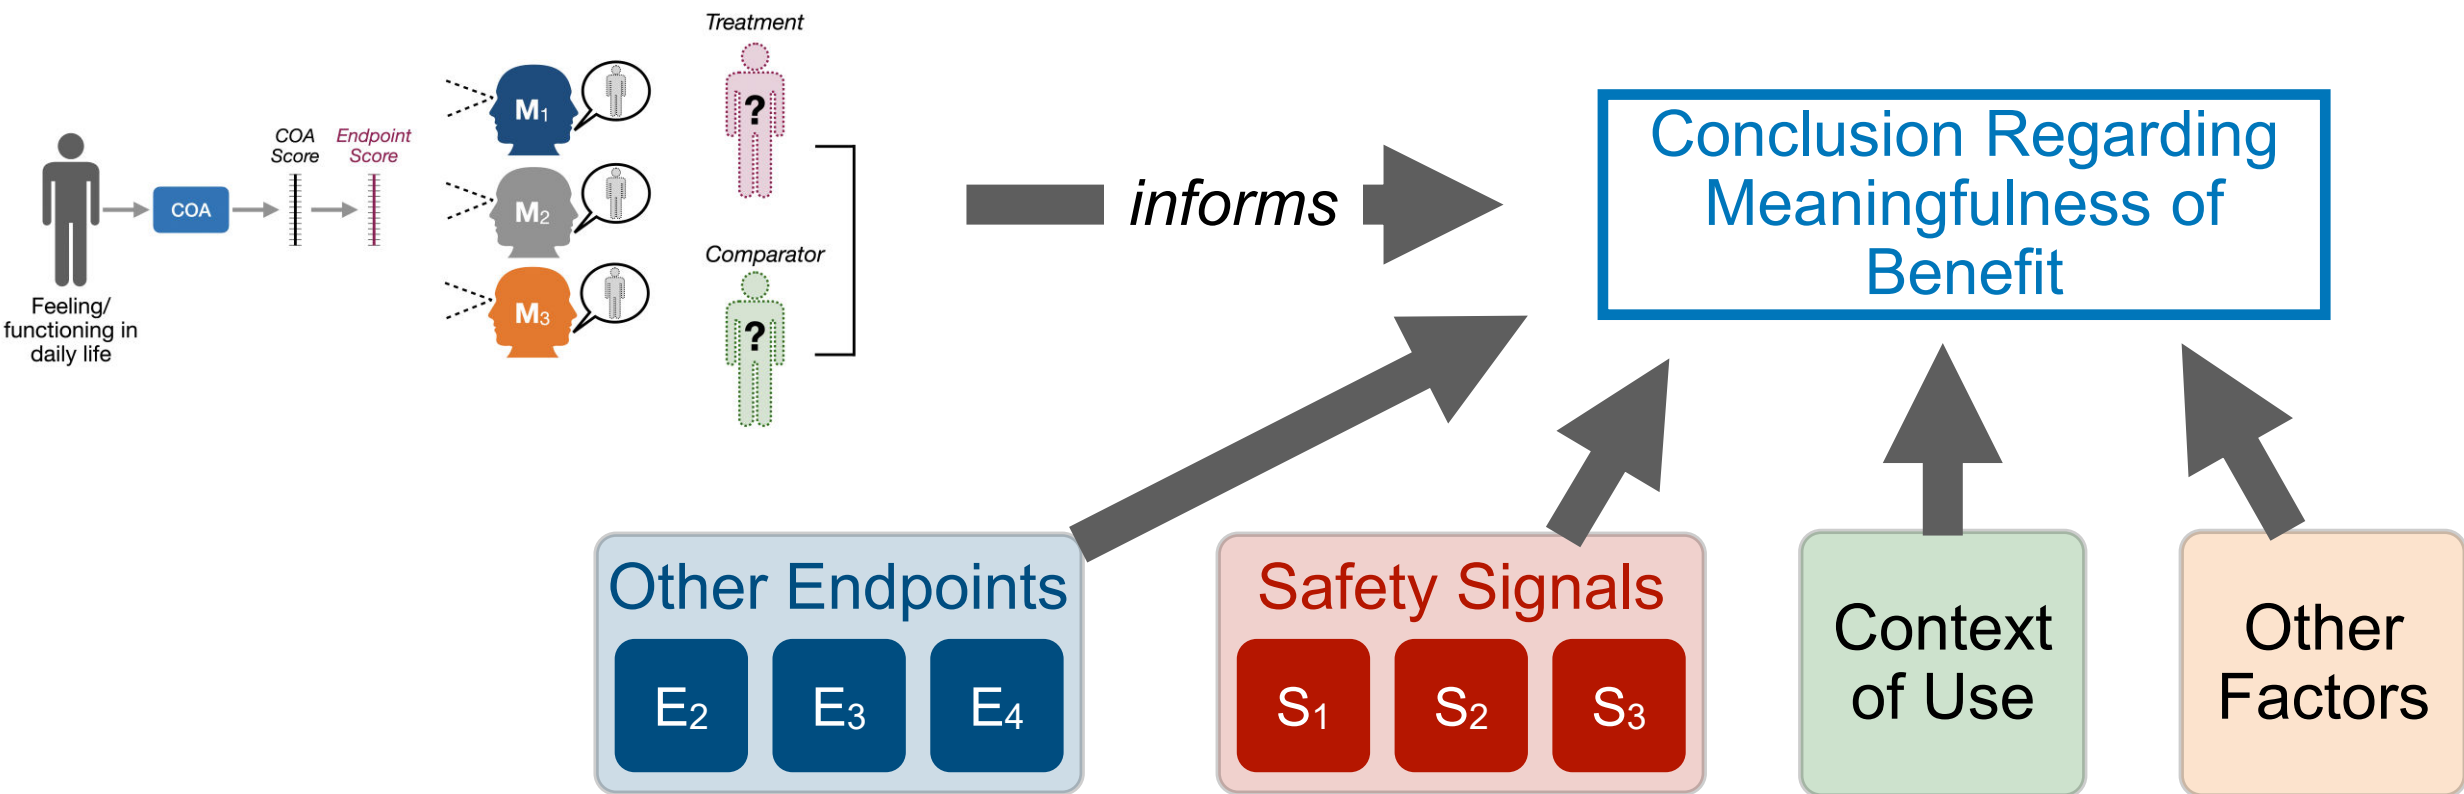 Treatment
M1
?
COA
Score
Endpoint
Score
COA
Feeling/
functioning in
daily life
M2
M3
Comparator
?
informs
Conclusion Regarding
Meaningfulness of
Benefit
Other Endpoints
E2
E3
E4
Safety Signals
S1
S2
S3
Context
of Use
Other
Factors